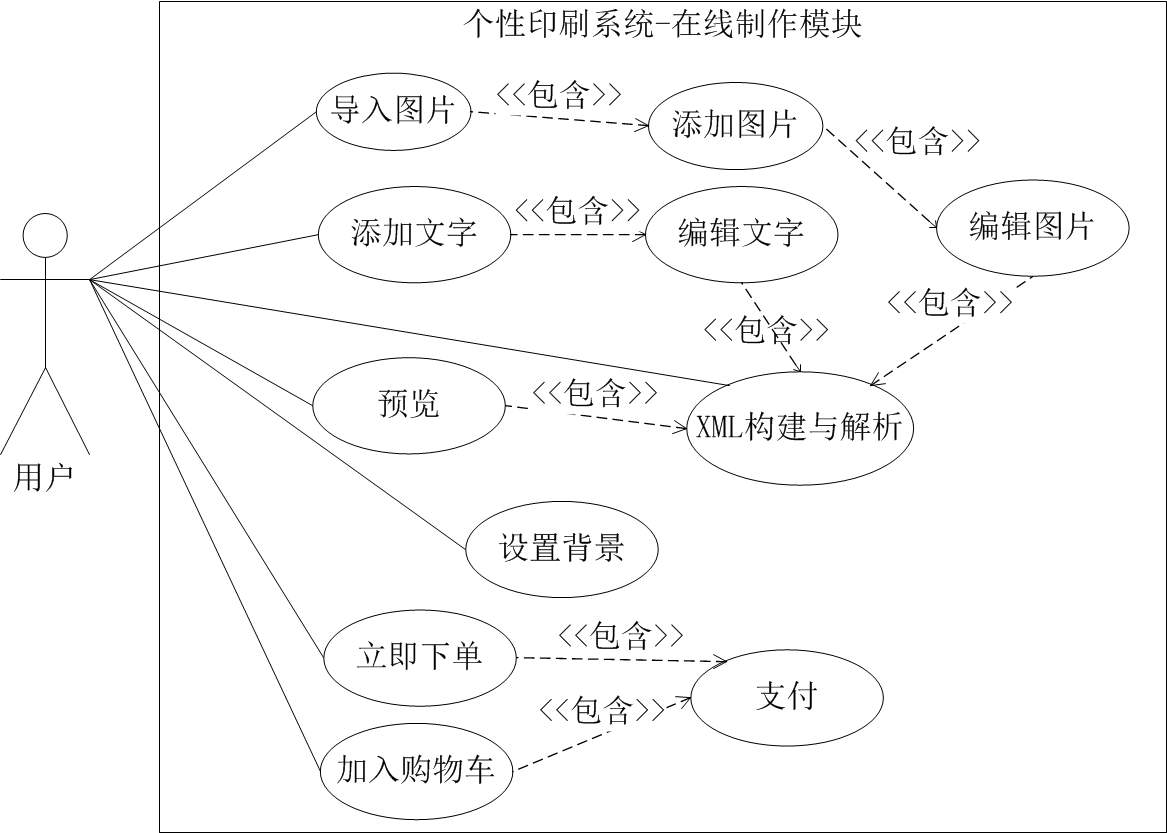 个性印刷系统-在线制作模块
导入图片
<<包含>>
添加图片
<<包含>>
添加文字
<<包含>>
编辑文字
编辑图片
<<包含>>
<<包含>>
预览
<<包含>>
XML构建与解析
用户
设置背景
立即下单
<<包含>>
支付
<<包含>>
加入购物车